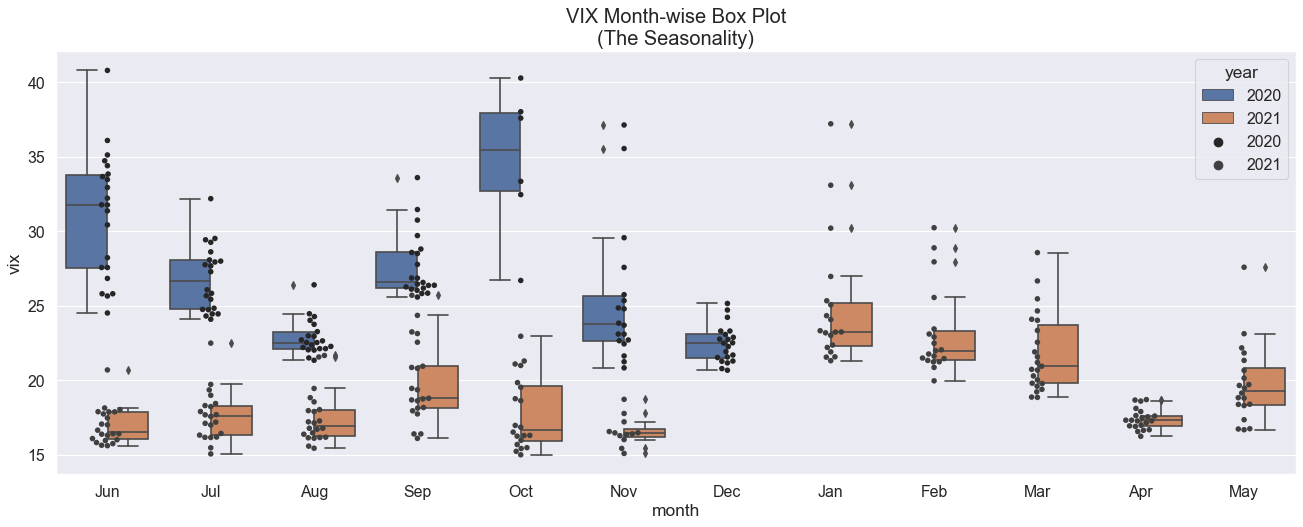 VIX Month-wise Box Plot
(The Seasonality)
year
2020
2021
2020
2021
vix
40
35
30
25
20
15
Jun Jul Aug Sep Oct Nov Dec Jan Feb Mar Apr May
month